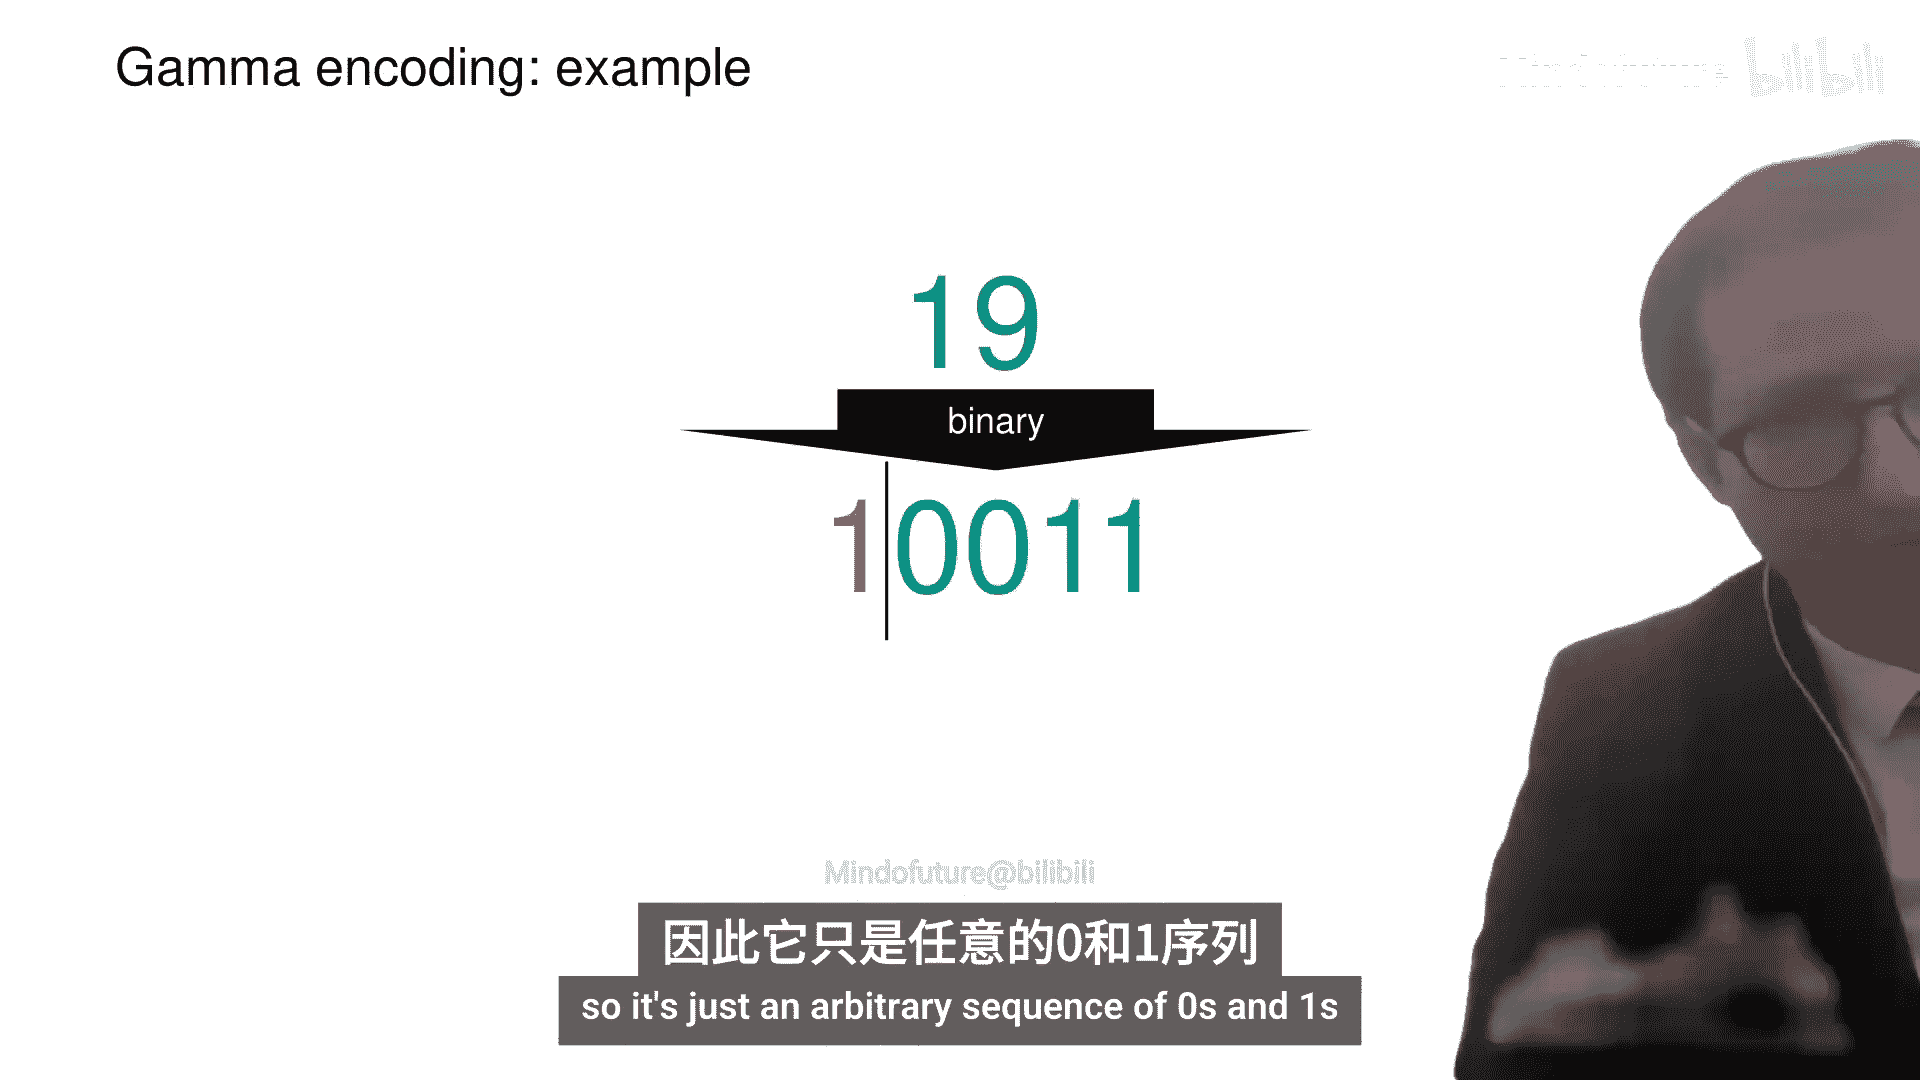 Gamma encoding: example
bilibili
19
binary
10011
Mindofuture@bilibili
因此它只是任意的0和1序列
so it's just an arbitrary sequence of 0s and 1s